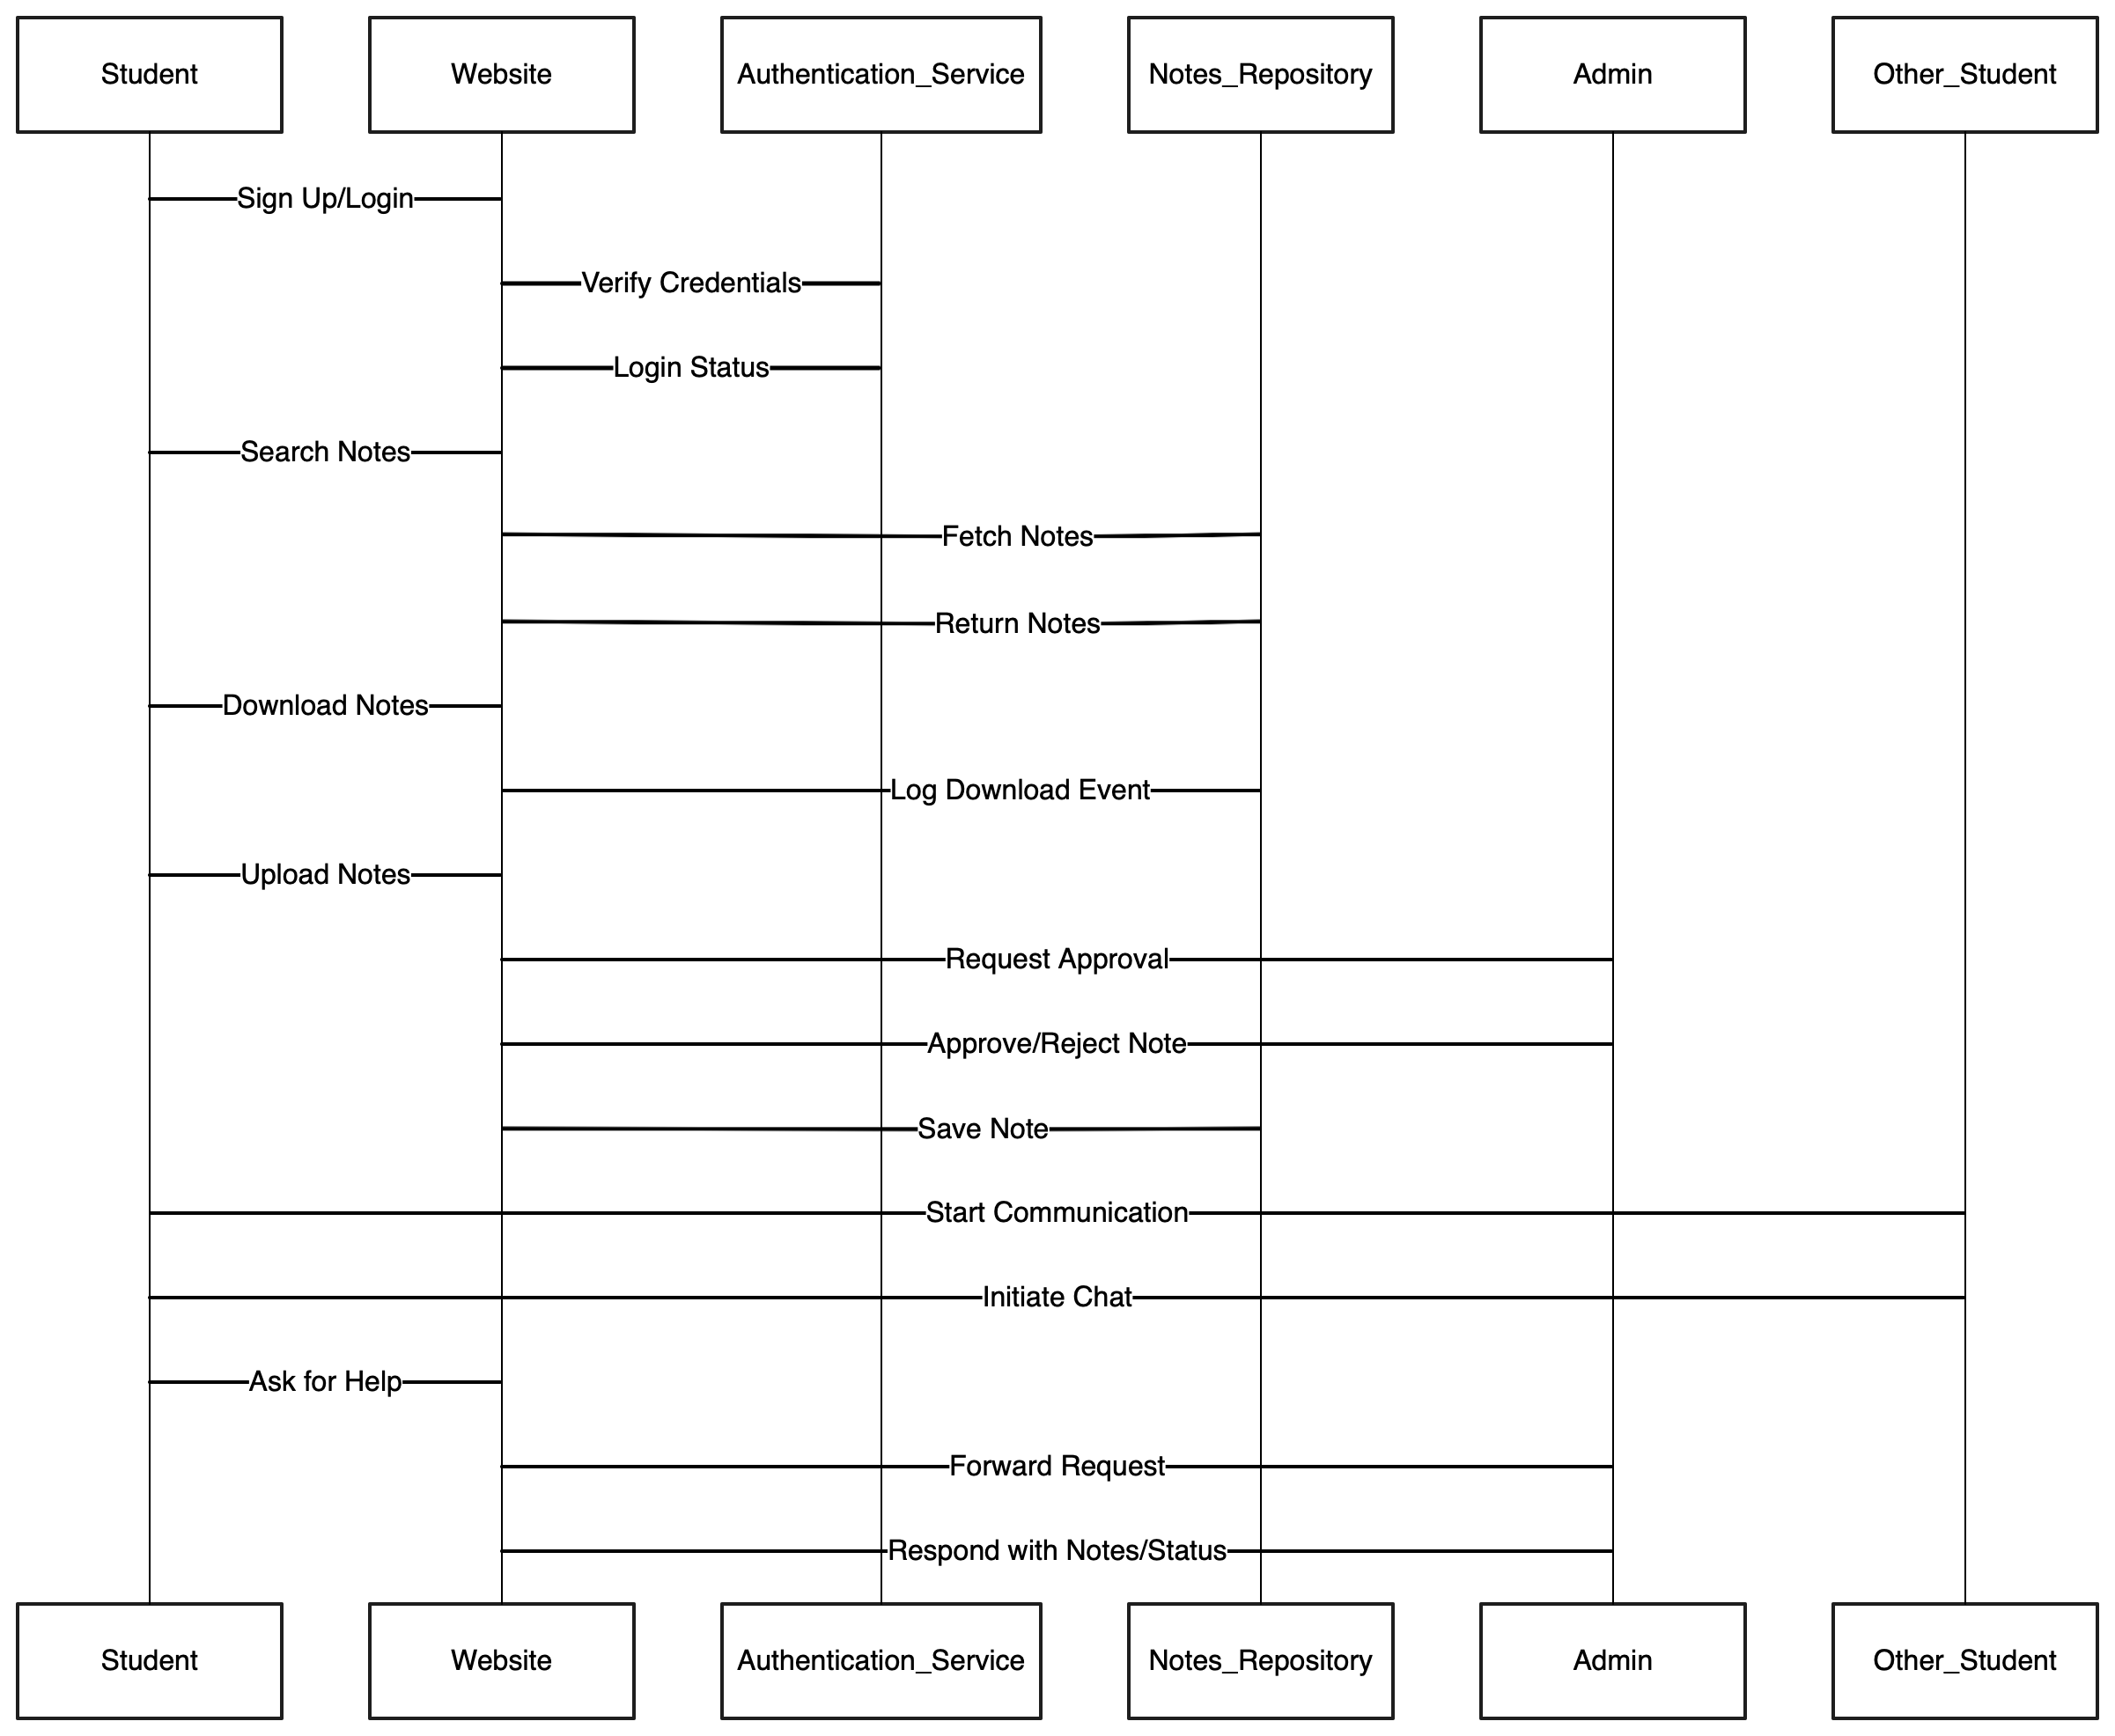 Student
Website
Authentication_Service
Notes_Repository
Admin
Other_Student
Sign Up/Login
Verify Credentials
Login Status
Search Notes
Fetch Notes
Return Notes
Download Notes
Log Download Event
Upload Notes
Request Approval
Approve/Reject Note
Save Note
Start Communication
Initiate Chat
Ask for Help
Forward Request
Respond with Notes/Status
Student
Website
Authentication_Service
Notes_Repository
Admin
Other_Student